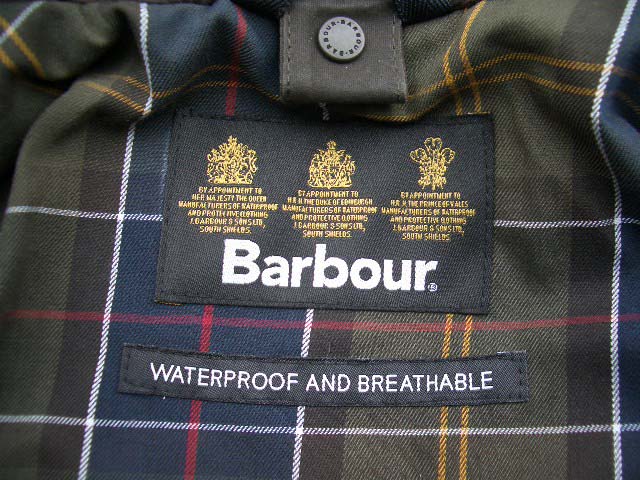 BARBOUR·BARBOUR·BARBOUR
BY APPOINTMENT TO
HER MAJESTY THE QUEEN
MANUFACTURERS OF WATERPROOF
AND PROTECTIVE CLOTHING
J.BARBOUR & SONS LTD
SOUTH SHIELDS.
BY APPOINTMENT TO
H.R.H. THE DUKE OF EDINBURGH
MANUFACTURERS OF WATERPROOF
AND PROTECTIVE CLOTHING
J.BARBOUR & SONS LTD
SOUTH SHIELDS
BY APPOINTMENT TO
H.R.H. THE PRINCE OF WALES
MANUFACTURERS OF WATERPROOF
AND PROTECTIVE CLOTHING
J.BARBOUR & SONS LTD
SOUTH SHIELDS.
Barbour®
WATERPROOF AND BREATHABLE